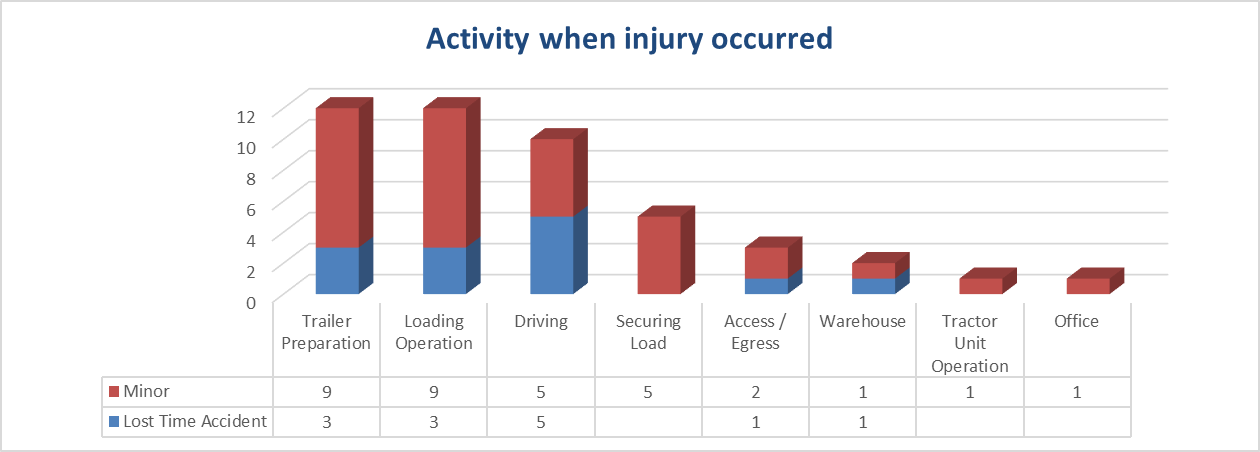 Activity when injury occurred
12
10
8
6
4
2
0
Trailer Preparation
Loading Operation
Driving
Securing Load
Access / Egress
Warehouse
Tractor Unit Operation
Office
Minor 9 9 5 5 2 1 1 1
Lost Time Accident 3 3 5 1 1